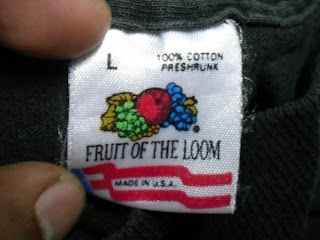 L
100% COTTON
PRESHRUNK
®
FRUIT OF THE LOOM
MADE IN U.S.A.